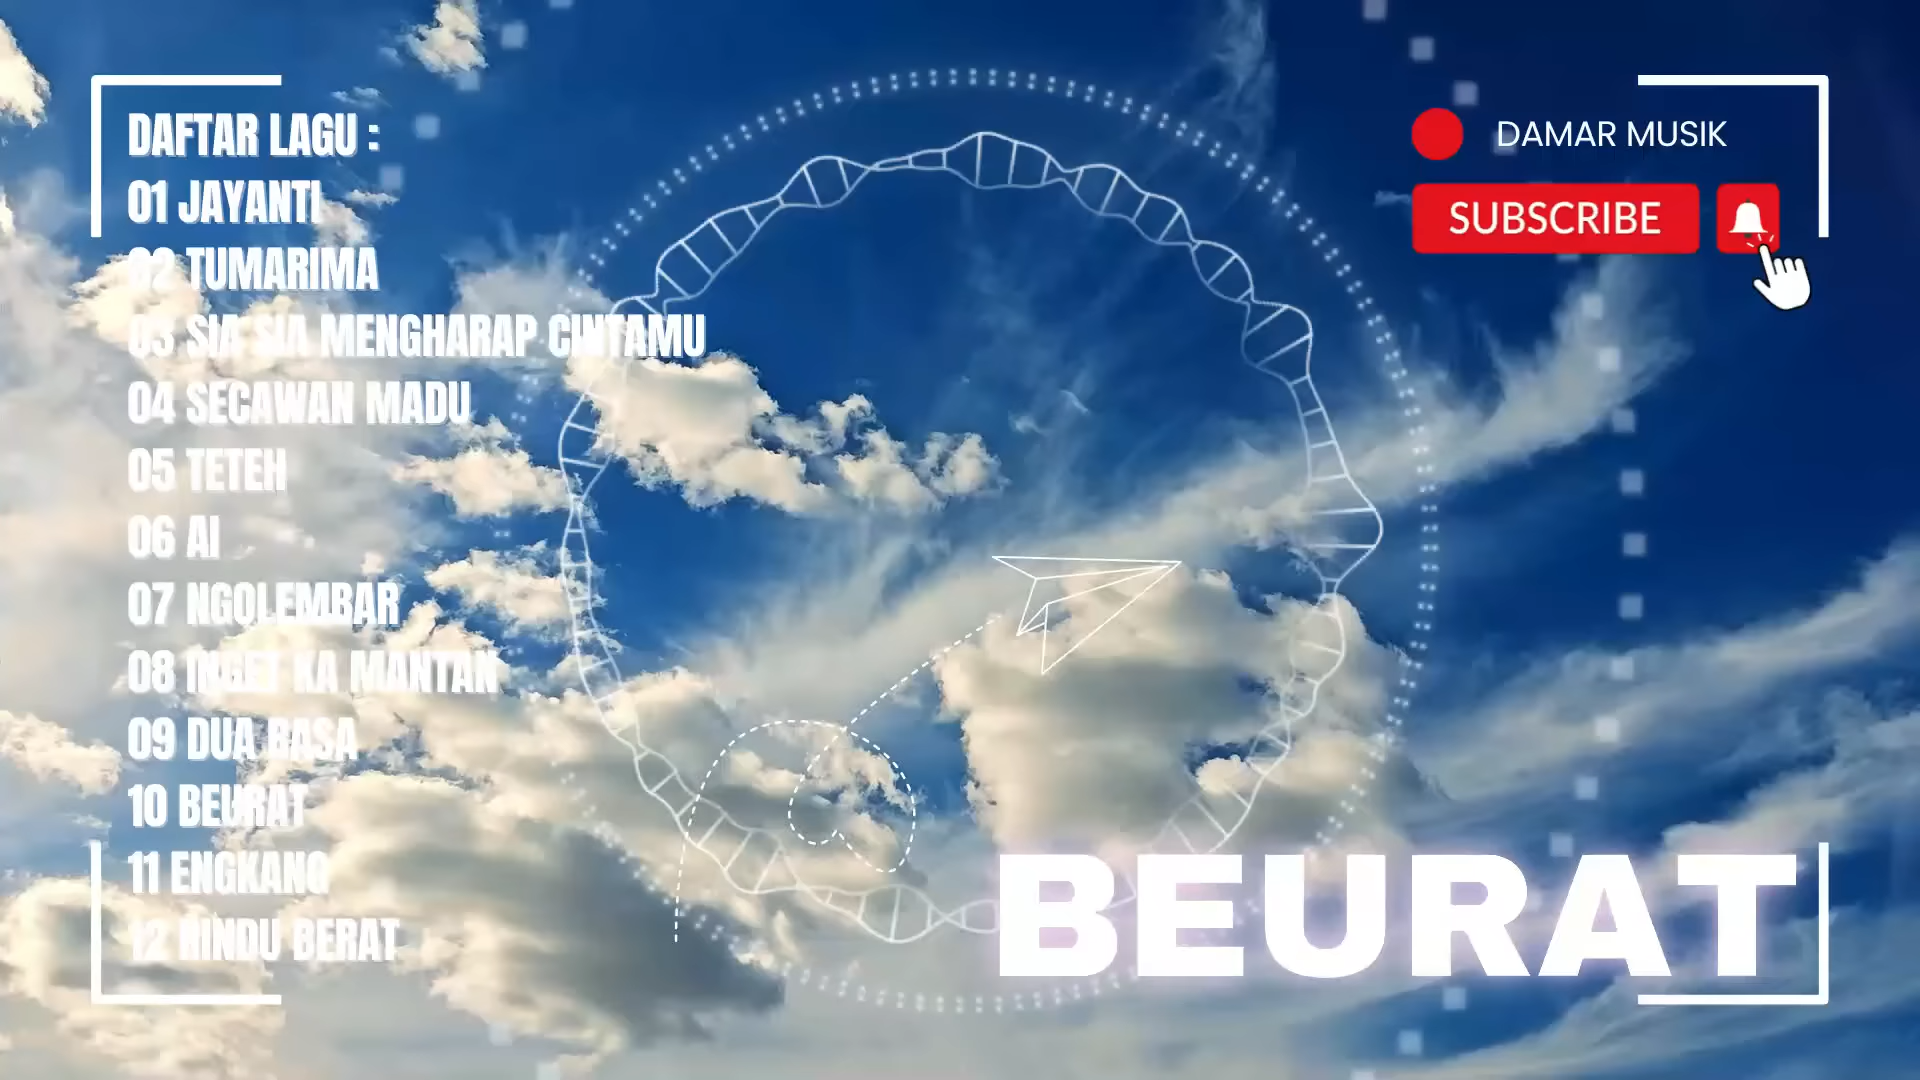 DAFTAR LAGU :
01 JAYANTI
02 TUMARIMA
03 SIA SIA MENGHARAP CINTAMU
04 SECAWAN MADU
05 TETEH
06 AI
07 NGOLEMBAR
08 INGET KA MANTAN
09 DUA BASA
10 BEURAT
11 ENGKANG
12 RINDU BERAT
DAMAR MUSIK
SUBSCRIBE
BEURAT